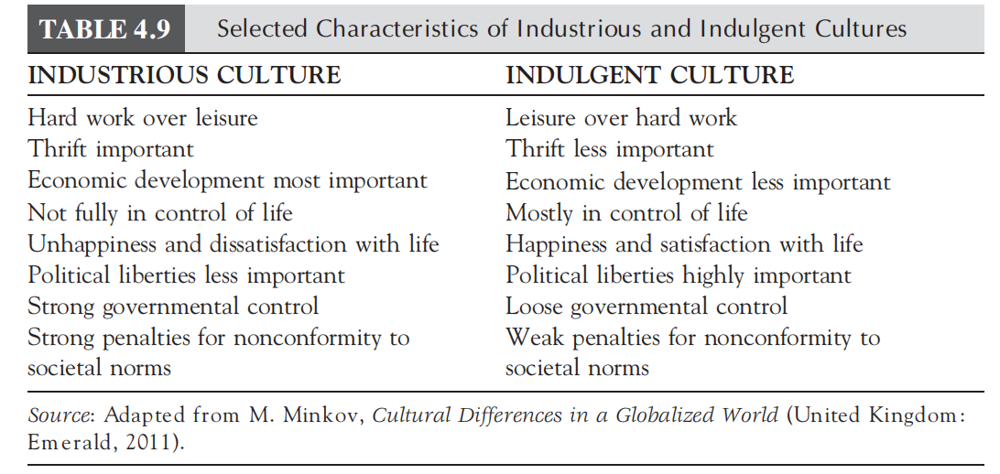 TABLE 4.9 Selected Characteristics of Industrious and Indulgent Cultures
INDUSTRIOUS CULTURE INDULGENT CULTURE
Hard work over leisure Leisure over hard work
Thrift important Thrift less important
Economic development most important Economic development less important
Not fully in control of life Mostly in control of life
Unhappiness and dissatisfaction with life Happiness and satisfaction with life
Political liberties less important Political liberties highly important
Strong governmental control Loose governmental control
Strong penalties for nonconformity to Weak penalties for nonconformity to
societal norms societal norms
Source: Adapted from M. Minkov, Cultural Differences in a Globalized World (United Kingdom:
Emerald, 2011).